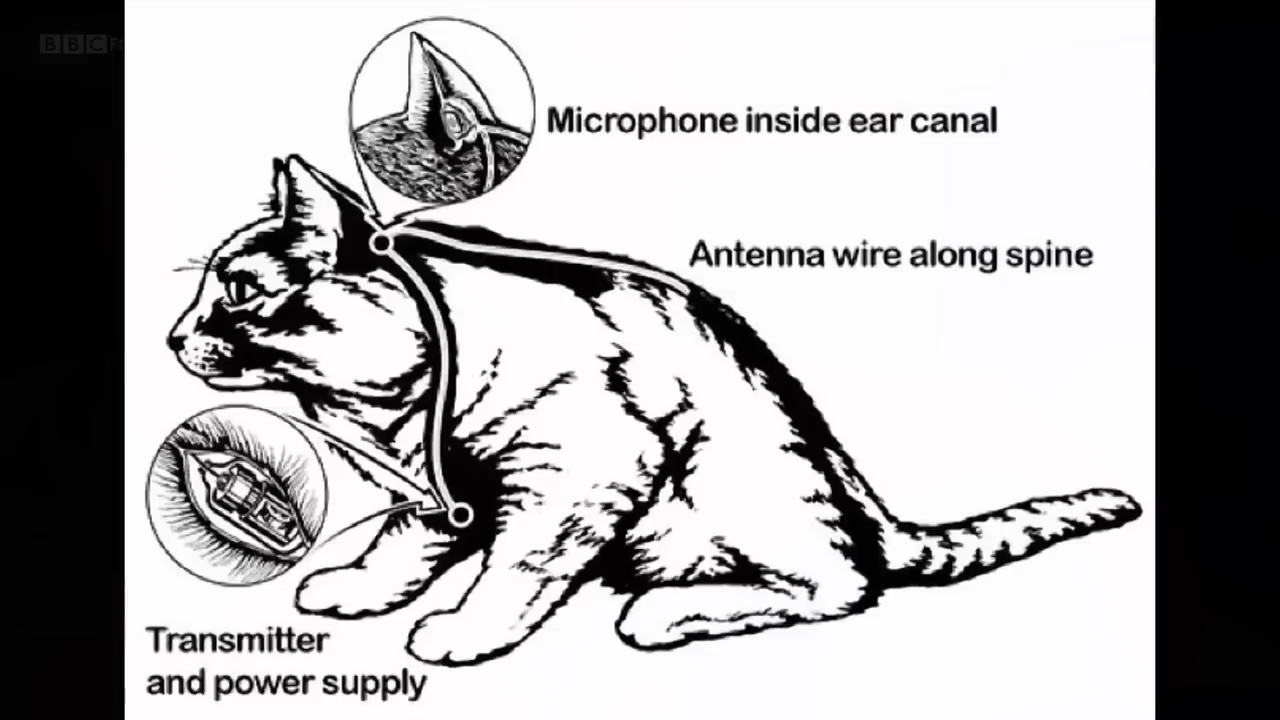 BBC
Microphone inside ear canal
Antenna wire along spine
Transmitter
and power supply